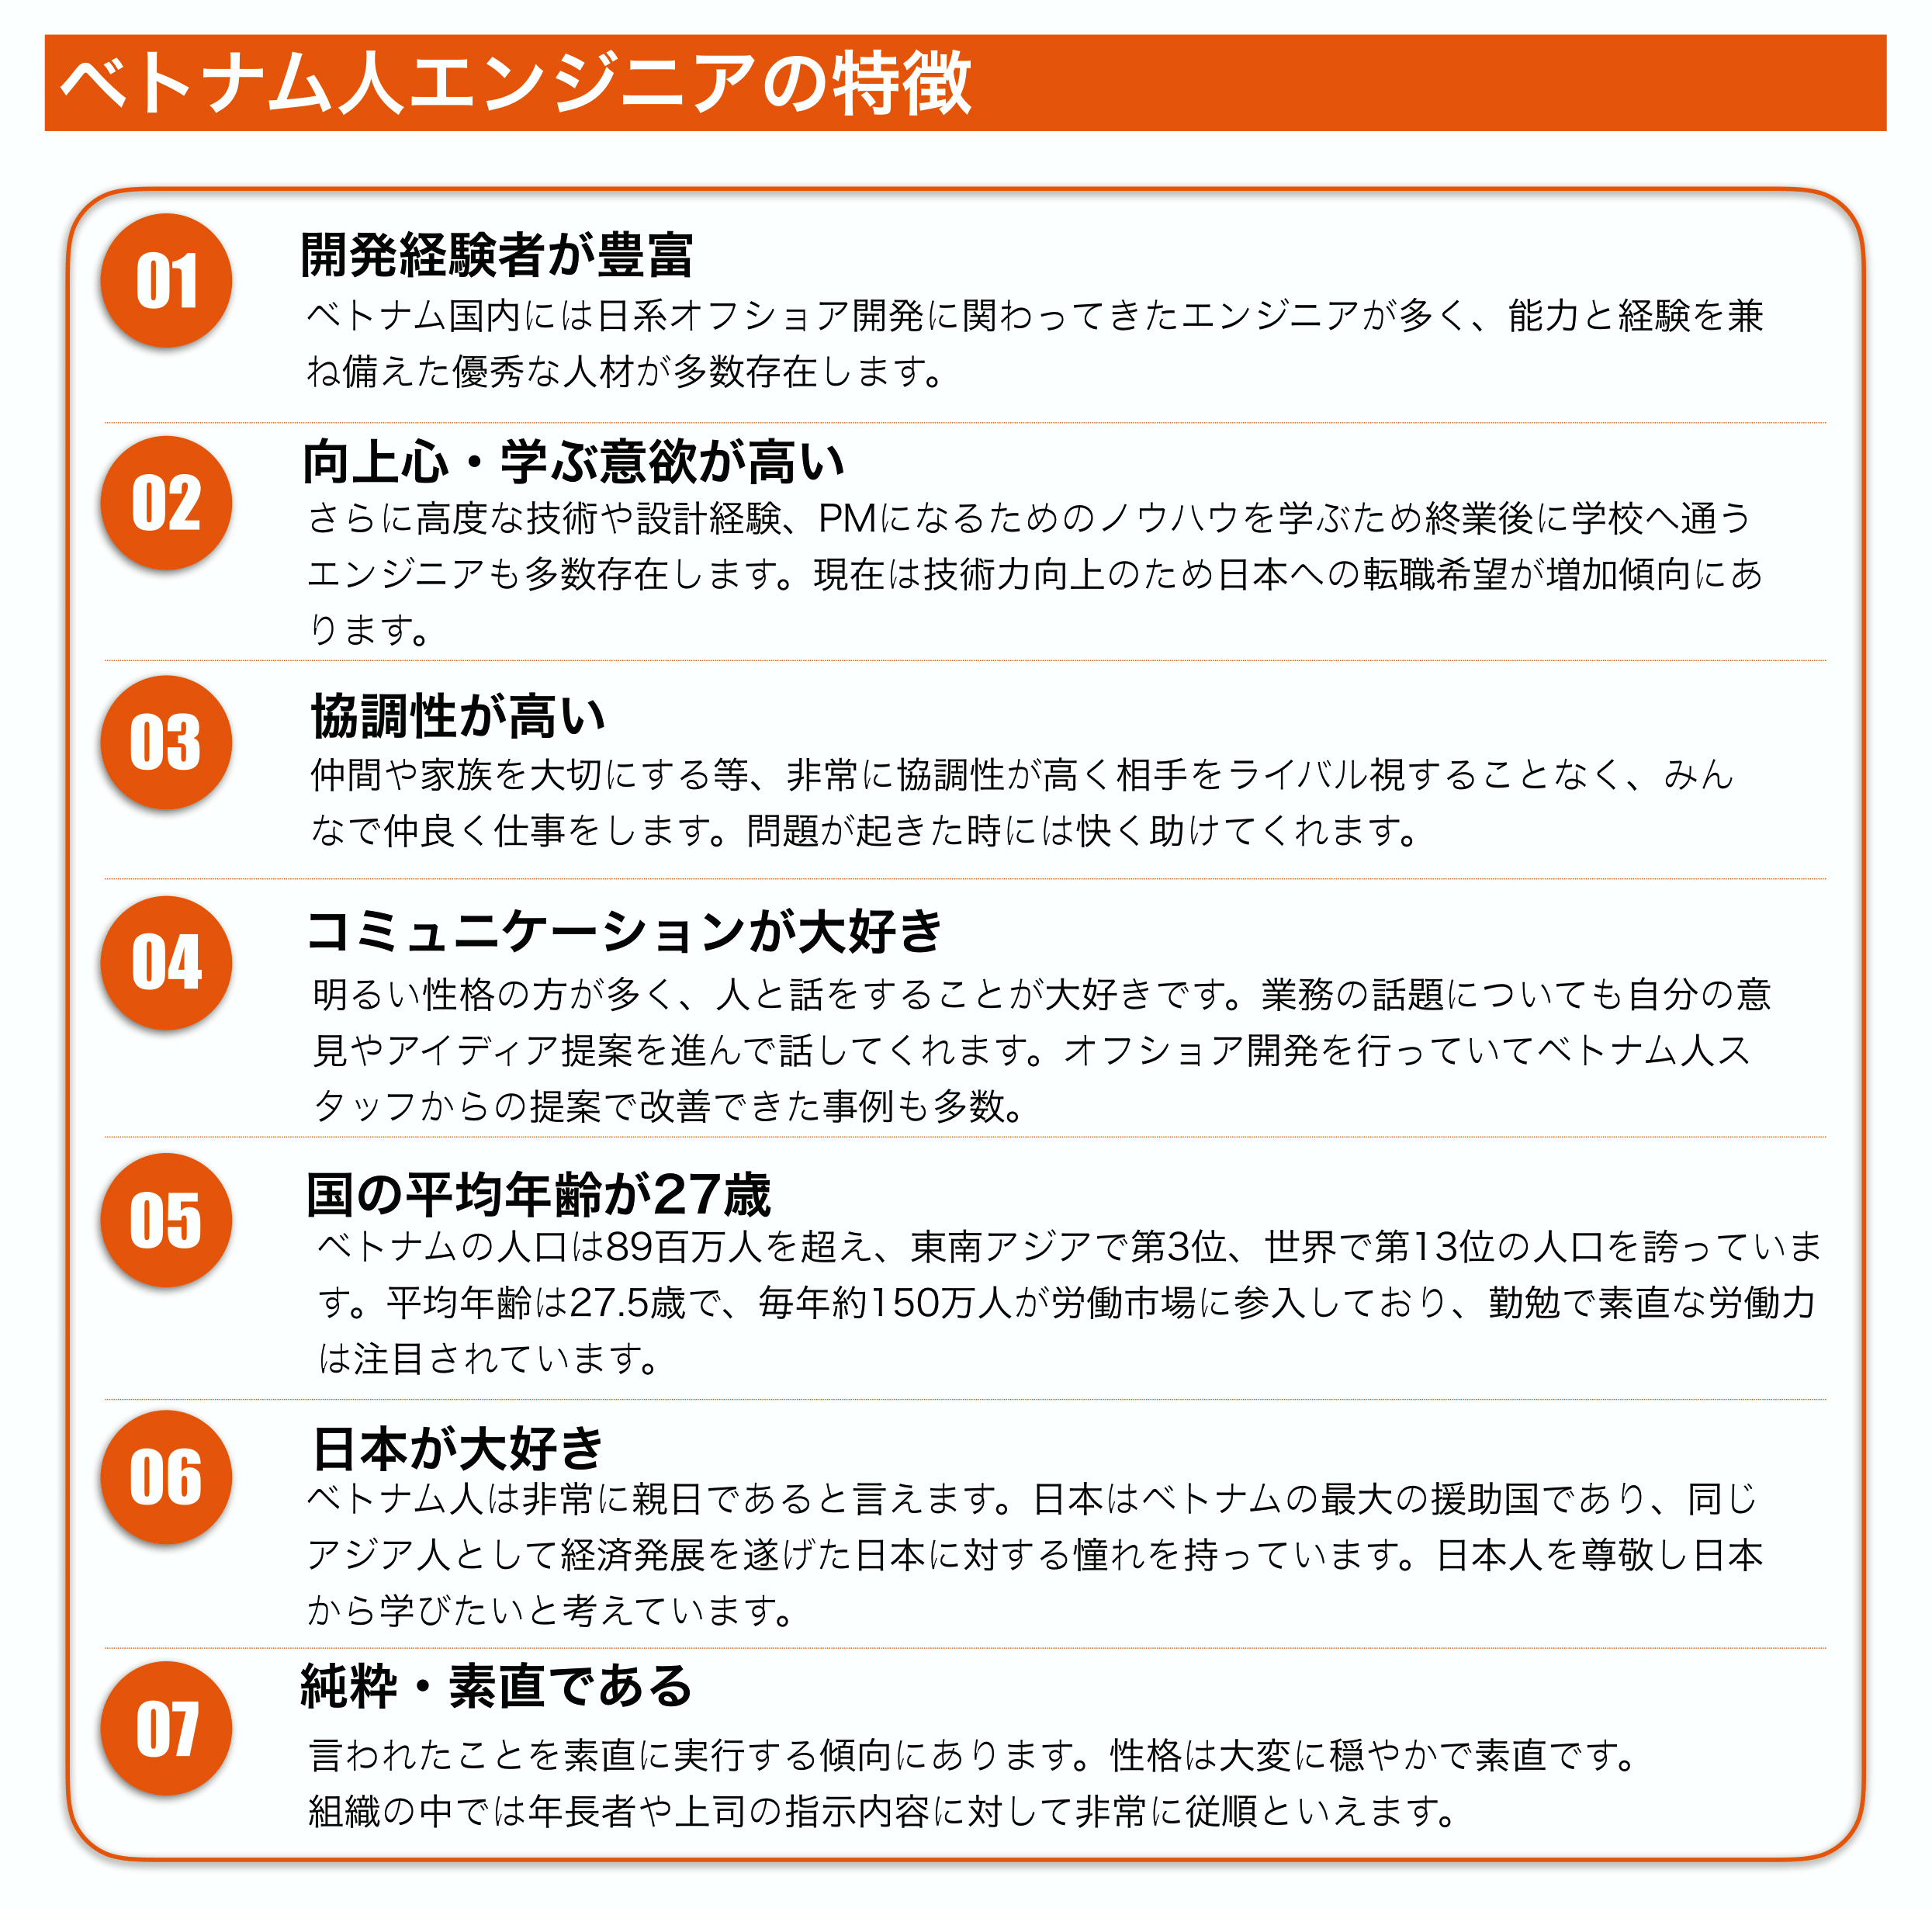 ベトナム人エンジニアの特徴
01
開発経験者が豊富
ベトナム国内には日系オフショア開発に関わってきたエンジニアが多く、能力と経験を兼
ね備えた優秀な人材が多数存在します。
02
向上心・学ぶ意欲が高い
さらに高度な技術や設計経験、PMになるためのノウハウを学ぶため終業後に学校へ通う
エンジニアも多数存在します。現在は技術力向上のため日本への転職希望が増加傾向にあ
ります。
03
協調性が高い
仲間や家族を大切にする等、非常に協調性が高く相手をライバル視することなく、みん
なで仲良く仕事をします。問題が起きた時には快く助けてくれます。
04
コミュニケーションが大好き
明るい性格の方が多く、人と話をすることが大好きです。業務の話題についても自分の意
見やアイディア提案を進んで話してくれます。オフショア開発を行っていてベトナム人ス
タッフからの提案で改善できた事例も多数。
05
国の平均年齢が27歳
ベトナムの人口は89百万人を超え、東南アジアで第3位、世界で第13位の人口を誇っていま
す。平均年齢は27.5歳で、毎年約150万人が労働市場に参入しており、勤勉で素直な労働力
は注目されています。
06
日本が大好き
ベトナム人は非常に親日であると言えます。日本はベトナムの最大の援助国であり、同じ
アジア人として経済発展を遂げた日本に対する憧れを持っています。日本人を尊敬し日本
から学びたいと考えています。
07
純粋・素直である
言われたことを素直に実行する傾向にあります。性格は大変に穏やかで素直です。
組織の中では年長者や上司の指示内容に対して非常に従順といえます。